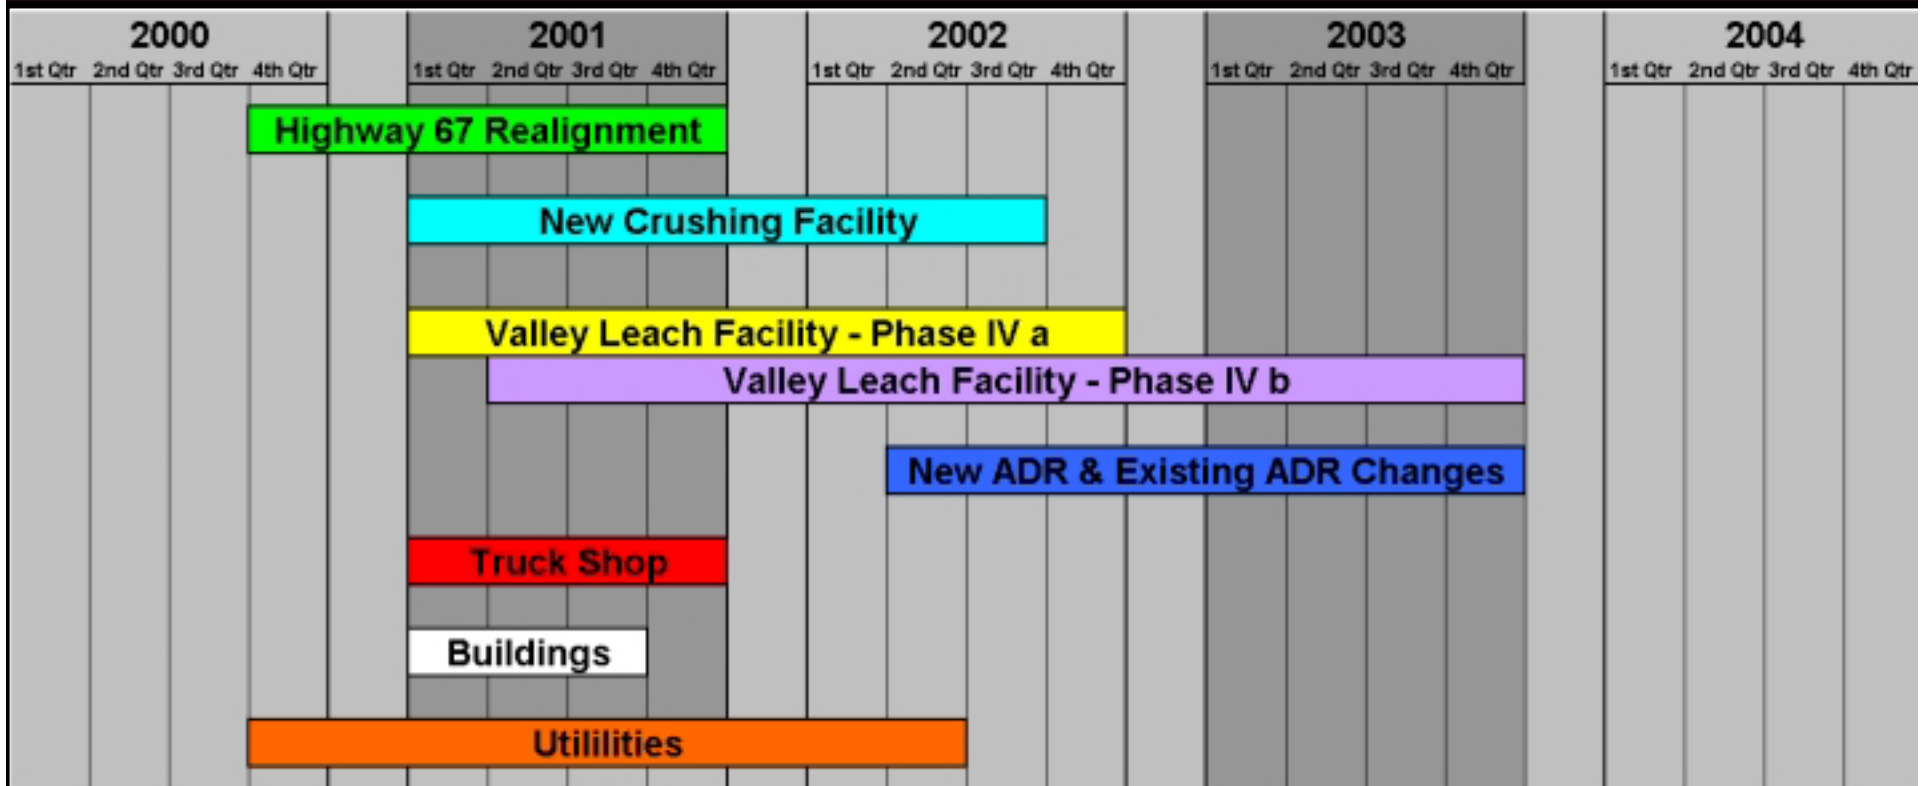 2000 2001 2002 2003 2004
1st Qtr 2nd Qtr 3rd Qtr 4th Qtr 1st Qtr 2nd Qtr 3rd Qtr 4th Qtr 1st Qtr 2nd Qtr 3rd Qtr 4th Qtr 1st Qtr 2nd Qtr 3rd Qtr 4th Qtr 1st Qtr 2nd Qtr 3rd Qtr 4th Qtr
Highway 67 Realignment
New Crushing Facility
Valley Leach Facility - Phase IV a
Valley Leach Facility - Phase IV b
New ADR & Existing ADR Changes
Truck Shop
Buildings
Utililities